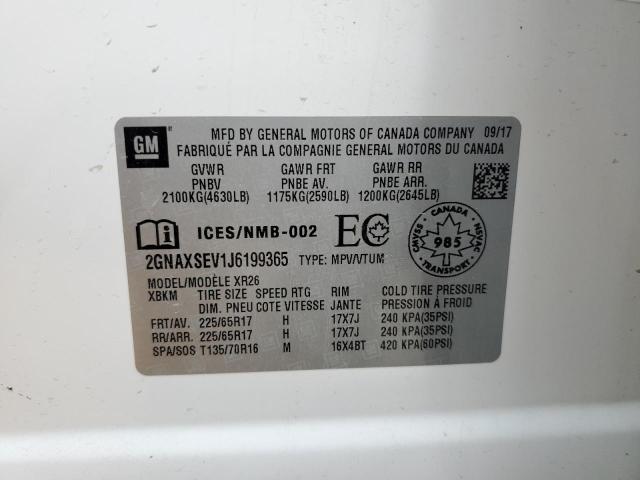 GM
MFD BY GENERAL MOTORS OF CANADA COMPANY 09/17
FABRIQUÉ PAR LA COMPAGNIE GENERAL MOTORS DU CANADA
GVWR GAWR FRT GAWR RR
PNBV PNBE AV. PNBE ARR.
2100KG(4630LB) 1175KG(2590LB) 1200KG(2645LB)
i ICES/NMB-002 EC
CANADA
CMVSS 985 NSVAC
TRANSPORT
2GNAXSEV1J6199365 TYPE: MPV/VTUM
MODEL/MODÈLE XR26
XBKM TIRE SIZE SPEED RTG RIM COLD TIRE PRESSURE
DIM. PNEU COTE VITESSE JANTE PRESSION À FROID
FRT/AV. 225/65R17 H 17X7J 240 KPA(35PSI)
RR/ARR. 225/65R17 H 17X7J 240 KPA(35PSI)
SPA/SOS T135/70R16 M 16X4BT 420 KPA(60PSI)